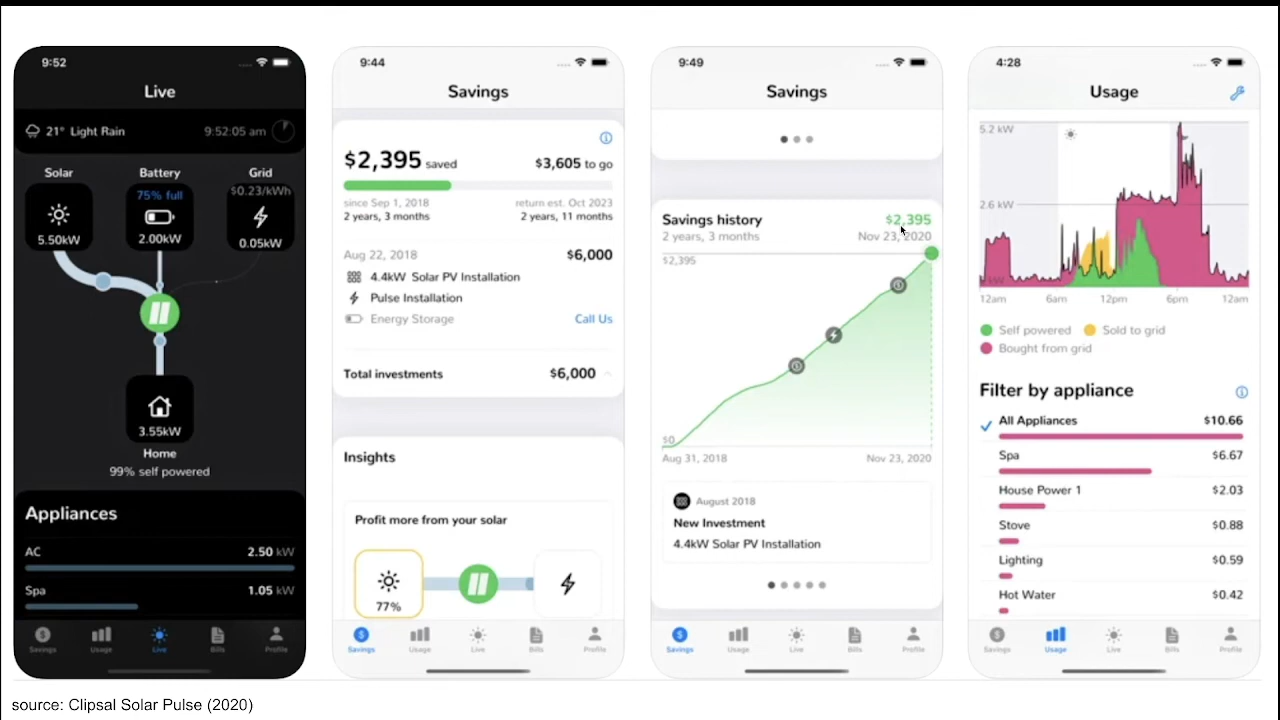 9:52
Live
21° Light Rain 9:52:05 am
Solar Battery Grid
75% full $0.23/kWh
5.50kW 2.00kW 0.05kW
3.55kW
Home
99% self powered
Appliances
AC 2.50 kW
Spa 1.05 kW
Savings Usage Live Bills Profile
9:44
Savings
$2,395 saved $3,605 to go
since Sep 1, 2018 return est. Oct 2023
2 years, 3 months 2 years, 11 months
Aug 22, 2018 $6,000
4.4kW Solar PV Installation
Pulse Installation
Energy Storage Call Us
Total investments $6,000
Insights
Profit more from your solar
77%
Savings Usage Live Bills Profile
9:49
Savings
Savings history $2,395
2 years, 3 months Nov 23, 2020
$2,395
$0
Aug 31, 2018 Nov 23, 2020
August 2018
New Investment
4.4kW Solar PV Installation
Savings Usage Live Bills Profile
4:28
Usage
5.2 kW
2.6 kW
kW
12am 6am 12pm 6pm 12am
Self powered Sold to grid
Bought from grid
Filter by appliance
All Appliances $10.66
Spa $6.67
House Power 1 $2.03
Stove $0.88
Lighting $0.59
Hot Water $0.42
Savings Usage Live Bills Profile
source: Clipsal Solar Pulse (2020)